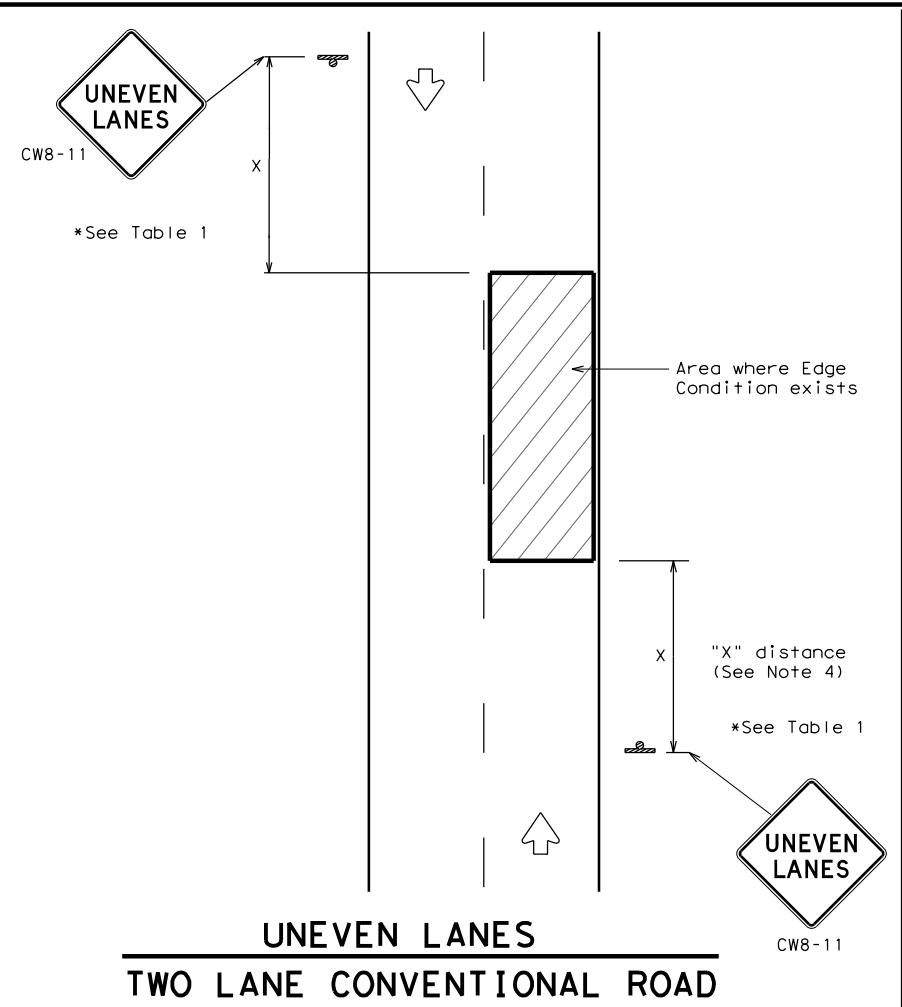 UNEVEN
LANES
CW8-11
X
*See Table 1
Area where Edge
Condition exists
X
"X" distance
(See Note 4)
*See Table 1
UNEVEN
LANES
CW8-11
UNEVEN LANES
TWO LANE CONVENTIONAL ROAD